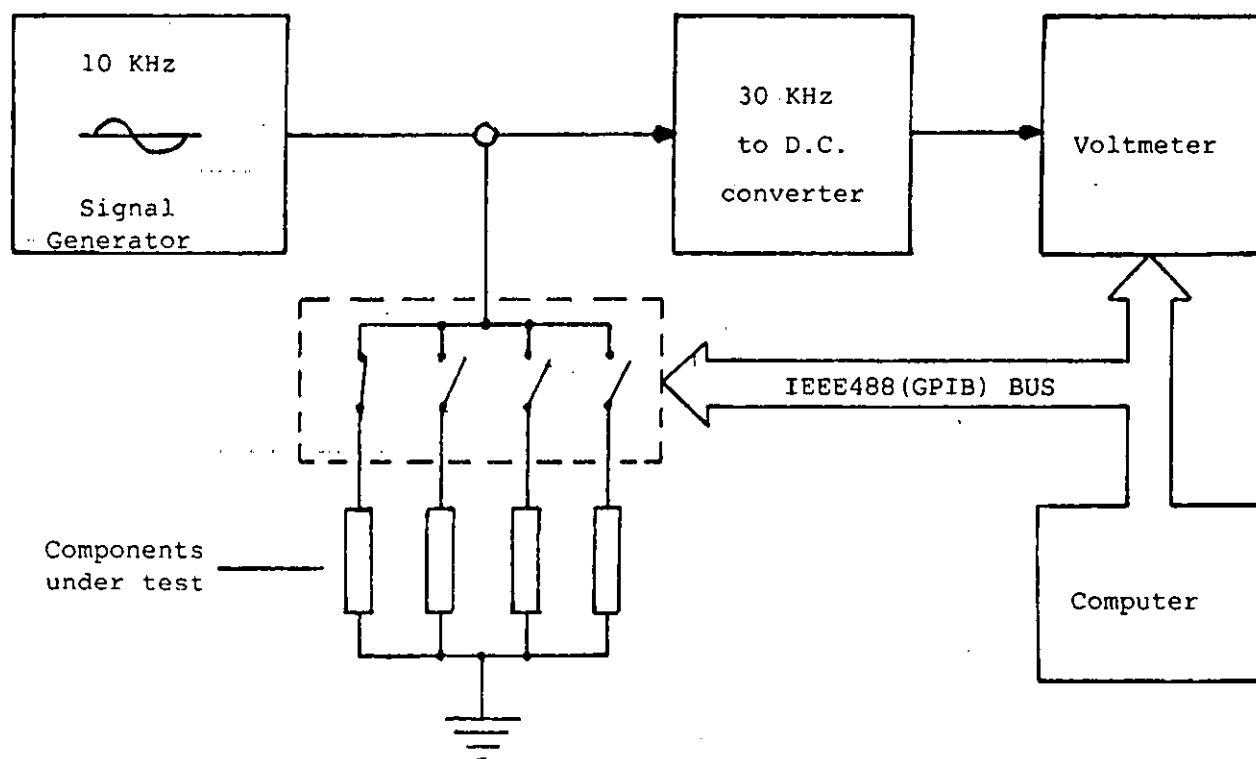 10 KHz
Signal
Generator
30 KHz
to D.C.
converter
Voltmeter
IEEE488(GPIB) BUS
Components
under test
Computer